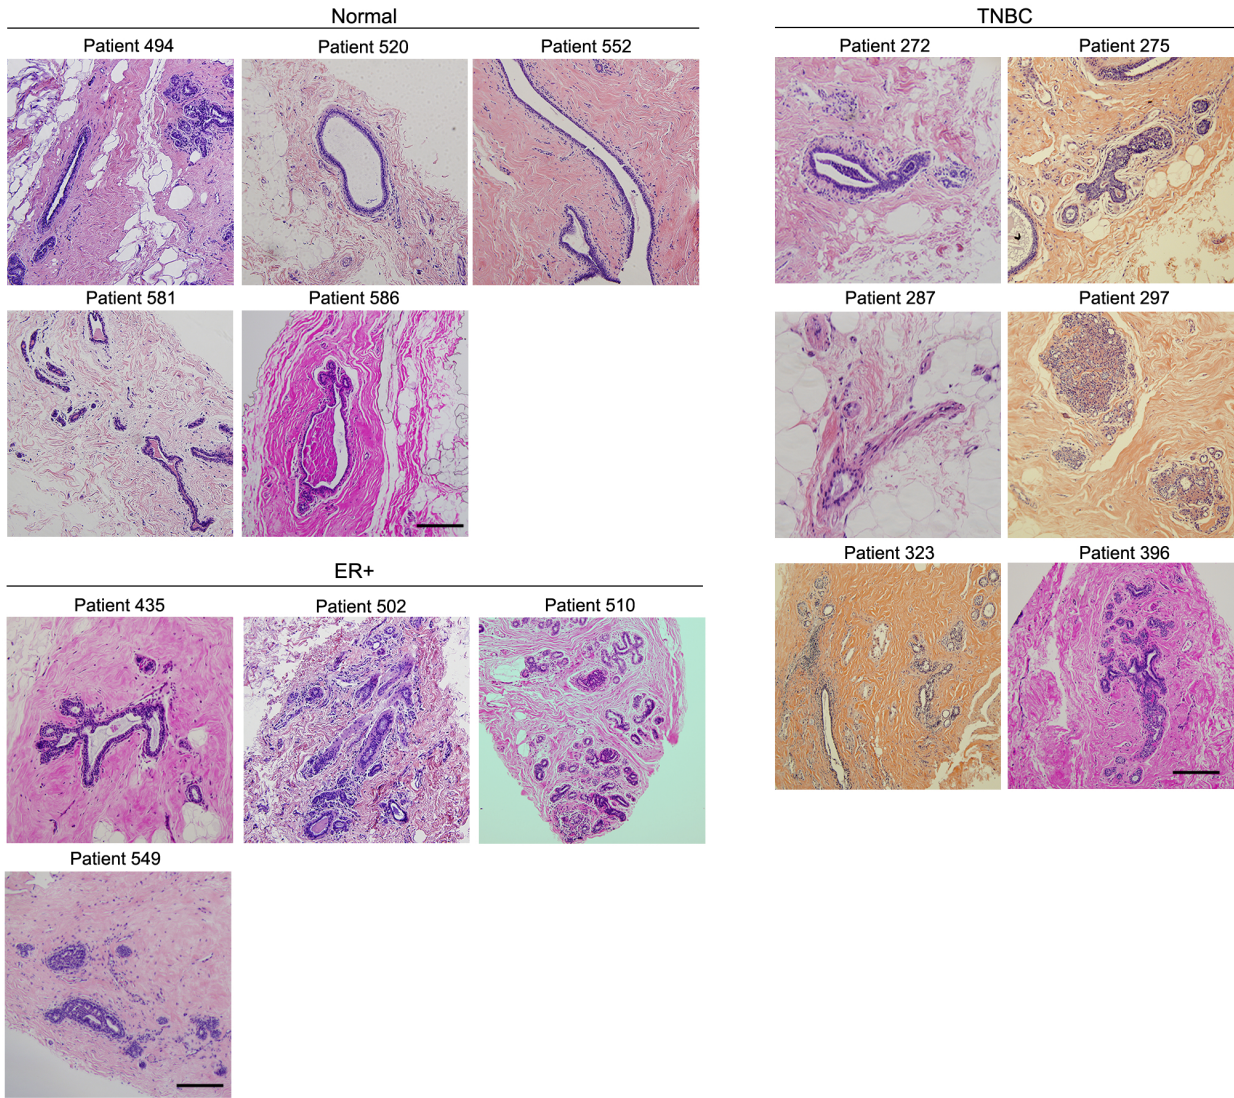 Normal
Patient 494
Patient 520
Patient 552
Patient 581
Patient 586
ER+
Patient 435
Patient 502
Patient 510
Patient 549
TNBC
Patient 272
Patient 275
Patient 287
Patient 297
Patient 323
Patient 396